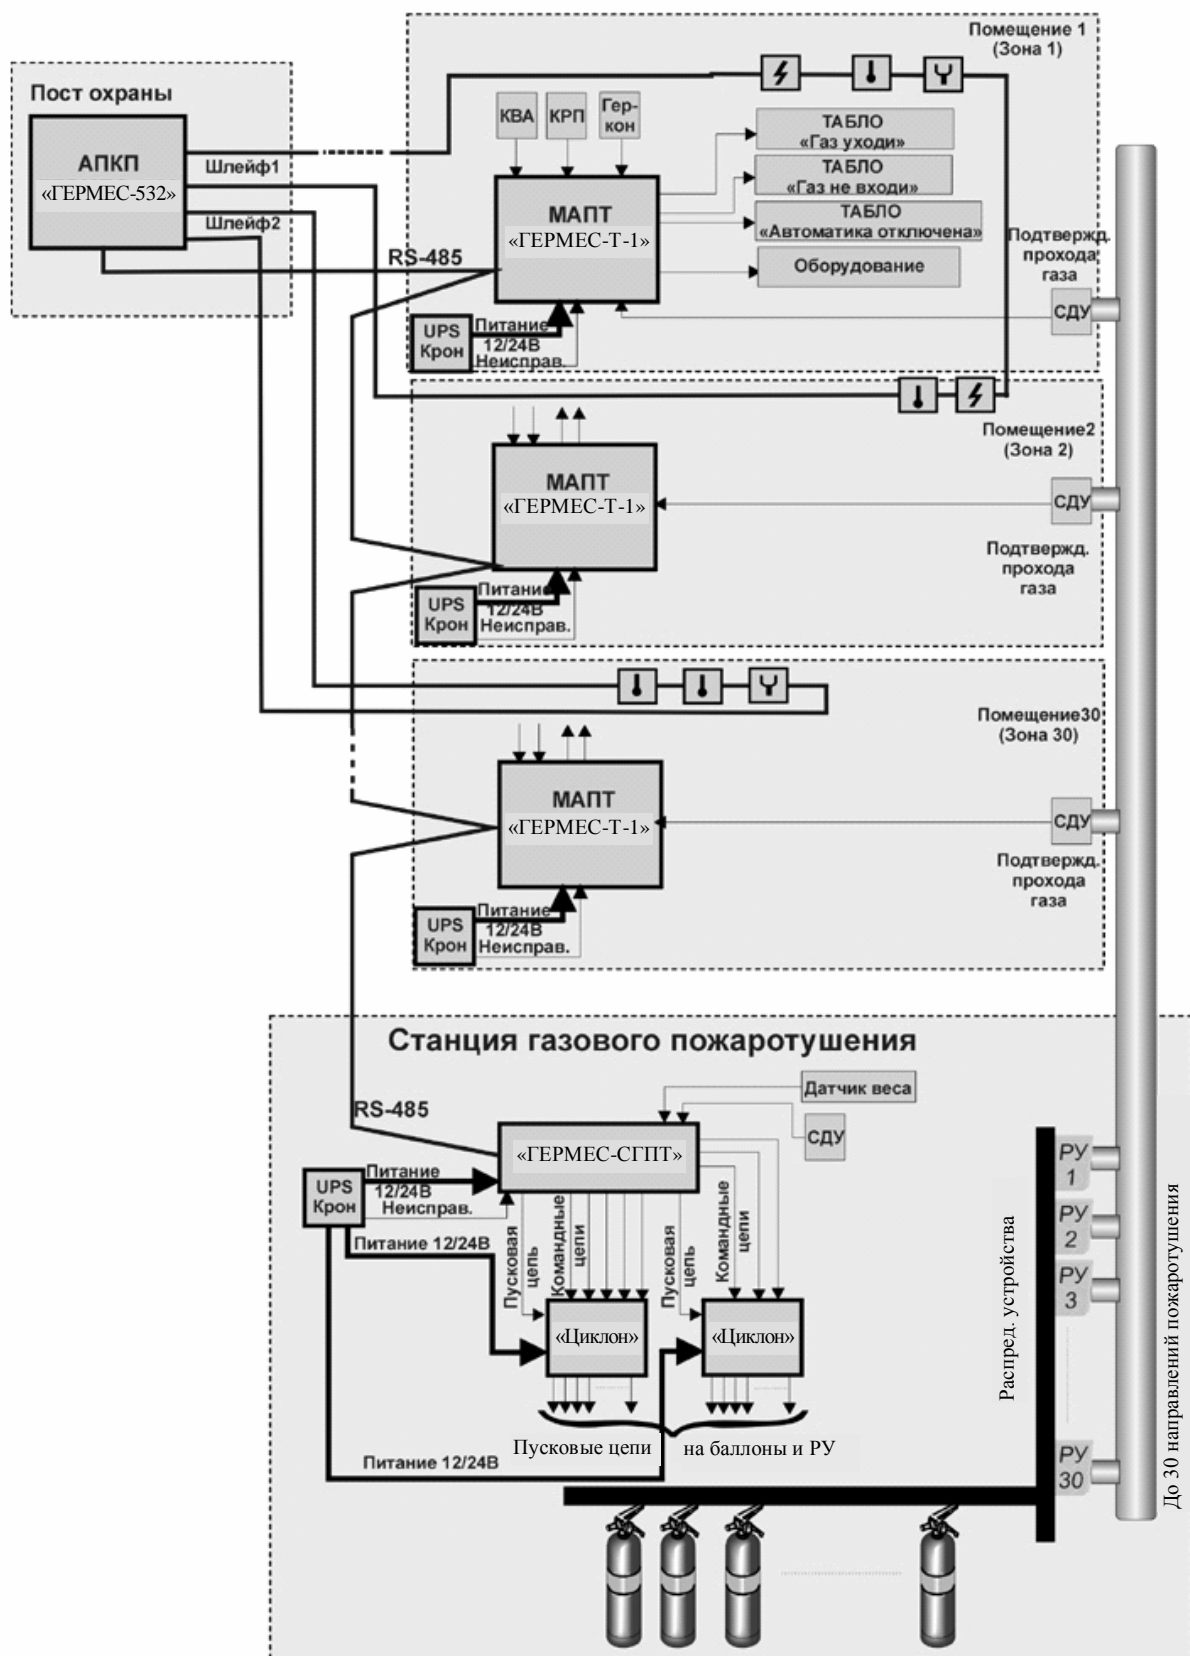 Помещение 1
(Зона 1)
Пост охраны
АПКП
«ГЕРМЕС-532»
Шлейф1
Шлейф2
RS-485
КВА
КРП
Гер-
кон
ТАБЛО
«Газ уходи»
ТАБЛО
«Газ не входи»
ТАБЛО
«Автоматика отключена»
Оборудование
МАПТ
«ГЕРМЕС-Т-1»
Подтвержд.
прохода
газа
СДУ
UPS
Крон
Питание
12/24В
Неисправ.
Помещение2
(Зона 2)
МАПТ
«ГЕРМЕС-Т-1»
СДУ
Подтвержд.
прохода
газа
UPS
Крон
Питание
12/24В
Неисправ.
Помещение30
(Зона 30)
МАПТ
«ГЕРМЕС-Т-1»
СДУ
Подтвержд.
прохода
газа
UPS
Крон
Питание
12/24В
Неисправ.
Станция газового пожаротушения
Датчик веса
СДУ
RS-485
«ГЕРМЕС-СГПТ»
UPS
Крон
Питание
12/24В
Неисправ.
Питание 12/24В
Пусковая
цепь
Командные
цепи
Пусковая
цепь
Командные
цепи
«Циклон»
«Циклон»
Пусковые цепи
на баллоны и РУ
Питание 12/24В
Распред. устройства
РУ
1
РУ
2
РУ
3
РУ
30
До 30 направлений пожаротушения